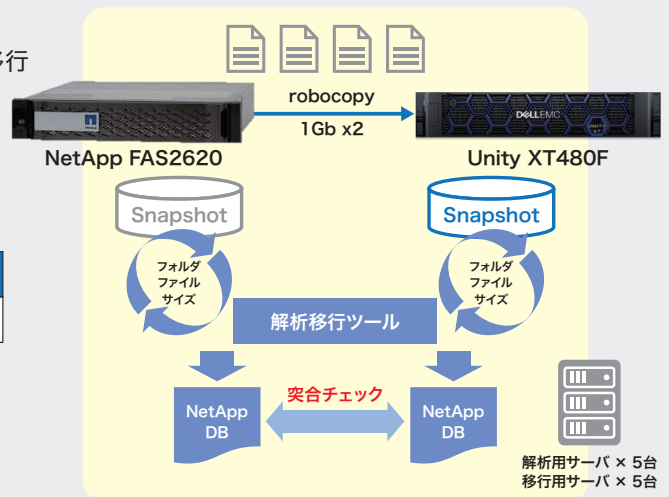 行
robocopy
1Gb x2
DELLEMC
NetApp FAS2620
Unity XT480F
Snapshot
Snapshot
フォルダ
ファイル
サイズ
フォルダ
ファイル
サイズ
解析移行ツール
突合チェック
NetApp
DB
NetApp
DB
解析用サーバ × 5台
移行用サーバ × 5台